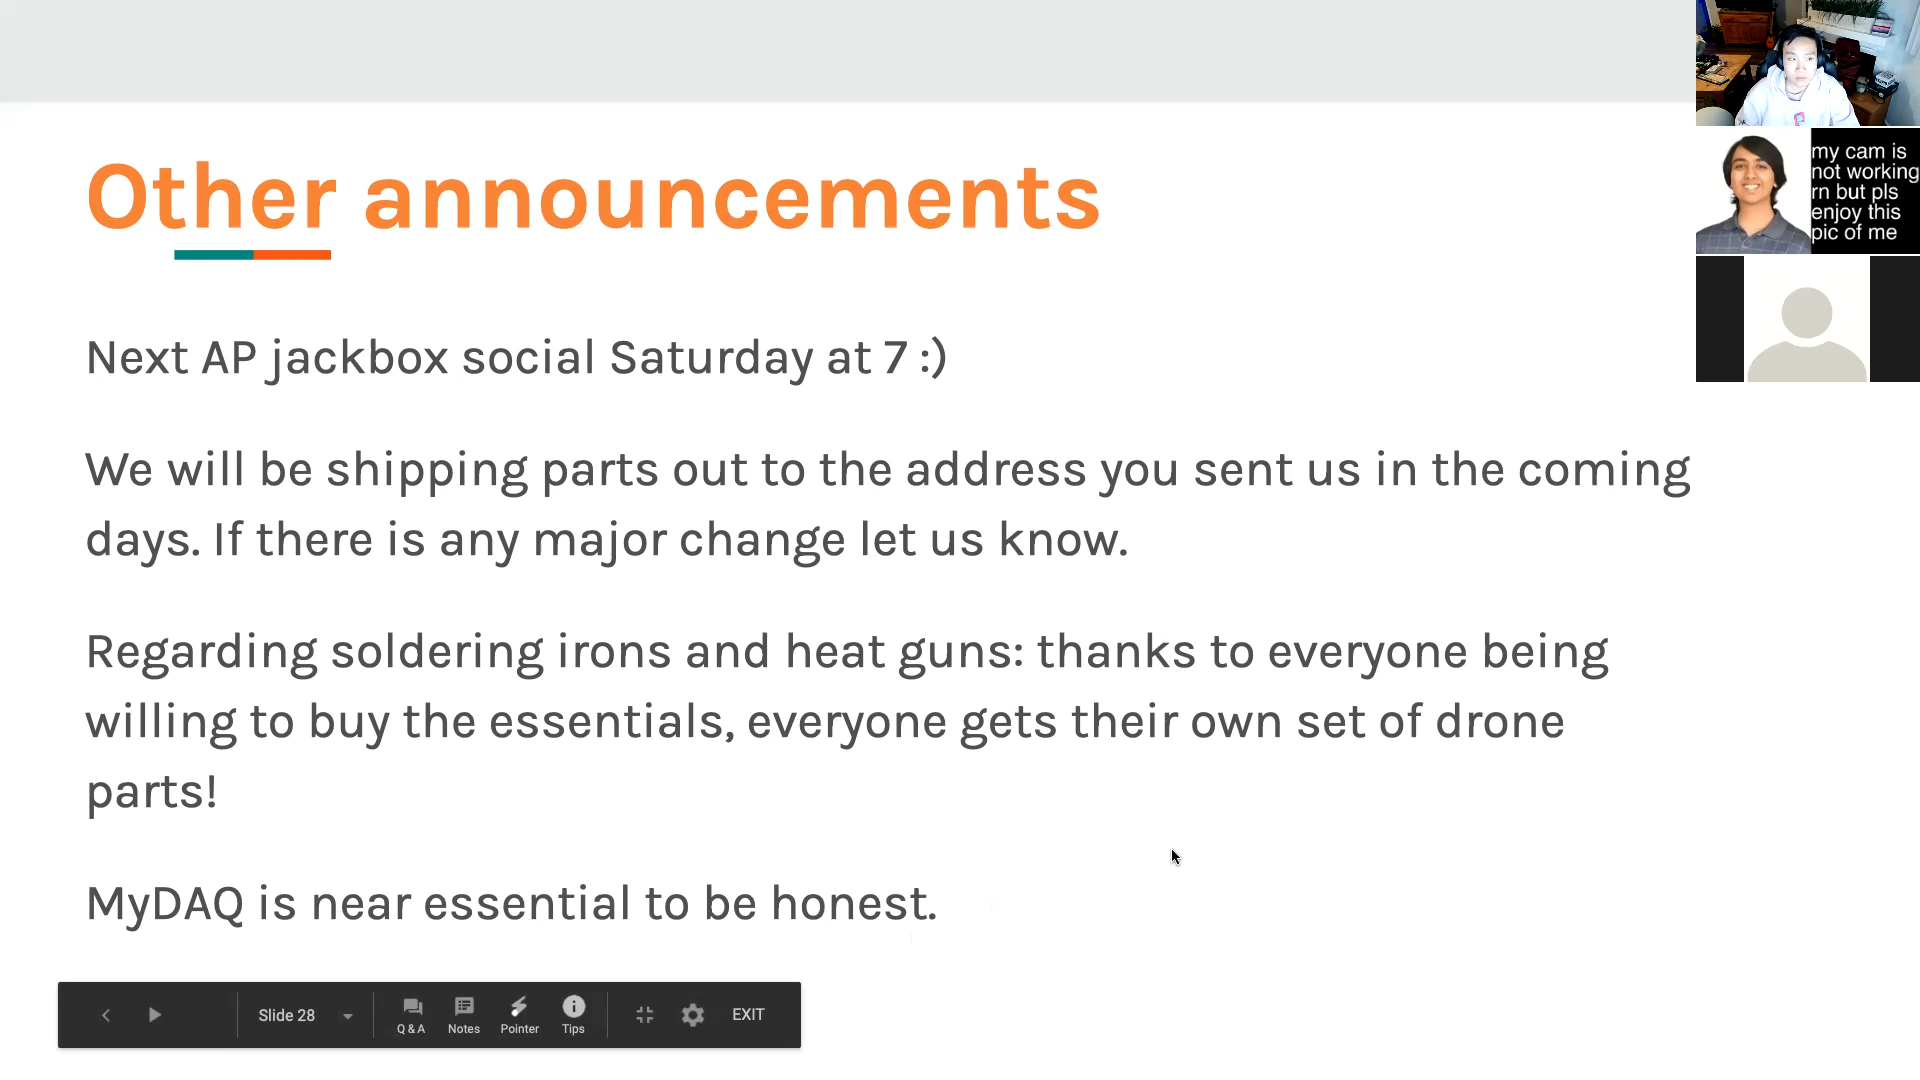 Other announcements
Next AP jackbox social Saturday at 7 :)
We will be shipping parts out to the address you sent us in the coming
days. If there is any major change let us know.
Regarding soldering irons and heat guns: thanks to everyone being
willing to buy the essentials, everyone gets their own set of drone
parts!
MyDAQ is near essential to be honest.
my cam is
not working
rn but pls
enjoy this
pic of me
Slide 28
Q & A
Notes
Pointer
Tips
EXIT